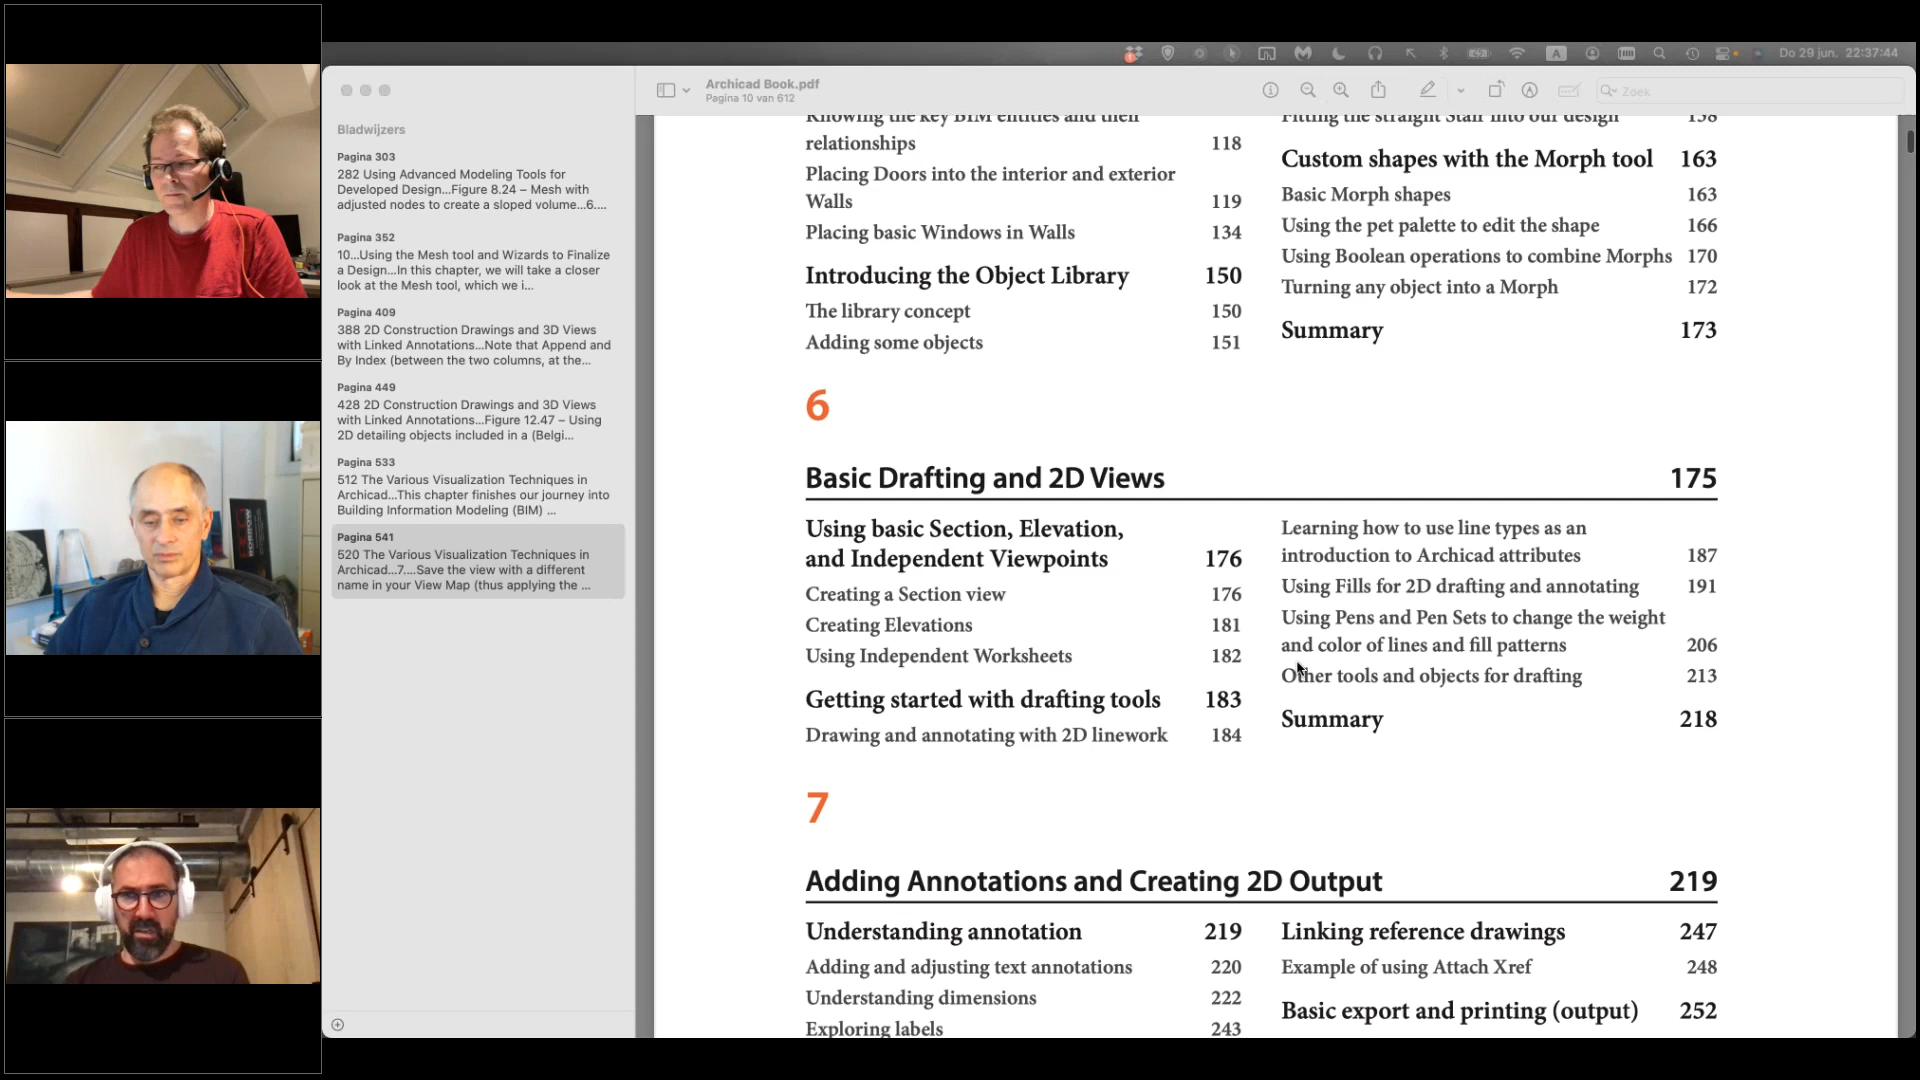 Do 29 jun. 22:37:44
Archicad Book.pdf
Pagina 10 van 612
Zoek
Bladwijzers
Pagina 303
282 Using Advanced Modeling Tools for
Developed Design...Figure 8.24 – Mesh with
adjusted nodes to create a sloped volume...6....
Pagina 352
10...Using the Mesh tool and Wizards to Finalize
a Design...In this chapter, we will take a closer
look at the Mesh tool, which we i...
Pagina 409
388 2D Construction Drawings and 3D Views
with Linked Annotations...Note that Append and
By Index (between the two columns, at the...
Pagina 449
428 2D Construction Drawings and 3D Views
with Linked Annotations...Figure 12.47 – Using
2D detailing objects included in a (Belgi...
Pagina 533
512 The Various Visualization Techniques in
Archicad...This chapter finishes our journey into
Building Information Modeling (BIM) ...
Pagina 541
520 The Various Visualization Techniques in
Archicad...7....Save the view with a different
name in your View Map (thus applying the ...
Knowing the key BIM entities and their
relationships 118
Placing Doors into the interior and exterior
Walls 119
Placing basic Windows in Walls 134
Introducing the Object Library 150
The library concept 150
Adding some objects 151
Fitting the straight Stair into our design 158
Custom shapes with the Morph tool 163
Basic Morph shapes 163
Using the pet palette to edit the shape 166
Using Boolean operations to combine Morphs 170
Turning any object into a Morph 172
Summary 173
6
Basic Drafting and 2D Views 175
Using basic Section, Elevation,
and Independent Viewpoints 176
Creating a Section view 176
Creating Elevations 181
Using Independent Worksheets 182
Getting started with drafting tools 183
Drawing and annotating with 2D linework 184
Learning how to use line types as an
introduction to Archicad attributes 187
Using Fills for 2D drafting and annotating 191
Using Pens and Pen Sets to change the weight
and color of lines and fill patterns 206
Other tools and objects for drafting 213
Summary 218
7
Adding Annotations and Creating 2D Output 219
Understanding annotation 219
Adding and adjusting text annotations 220
Understanding dimensions 222
Exploring labels 243
Linking reference drawings 247
Example of using Attach Xref 248
Basic export and printing (output) 252